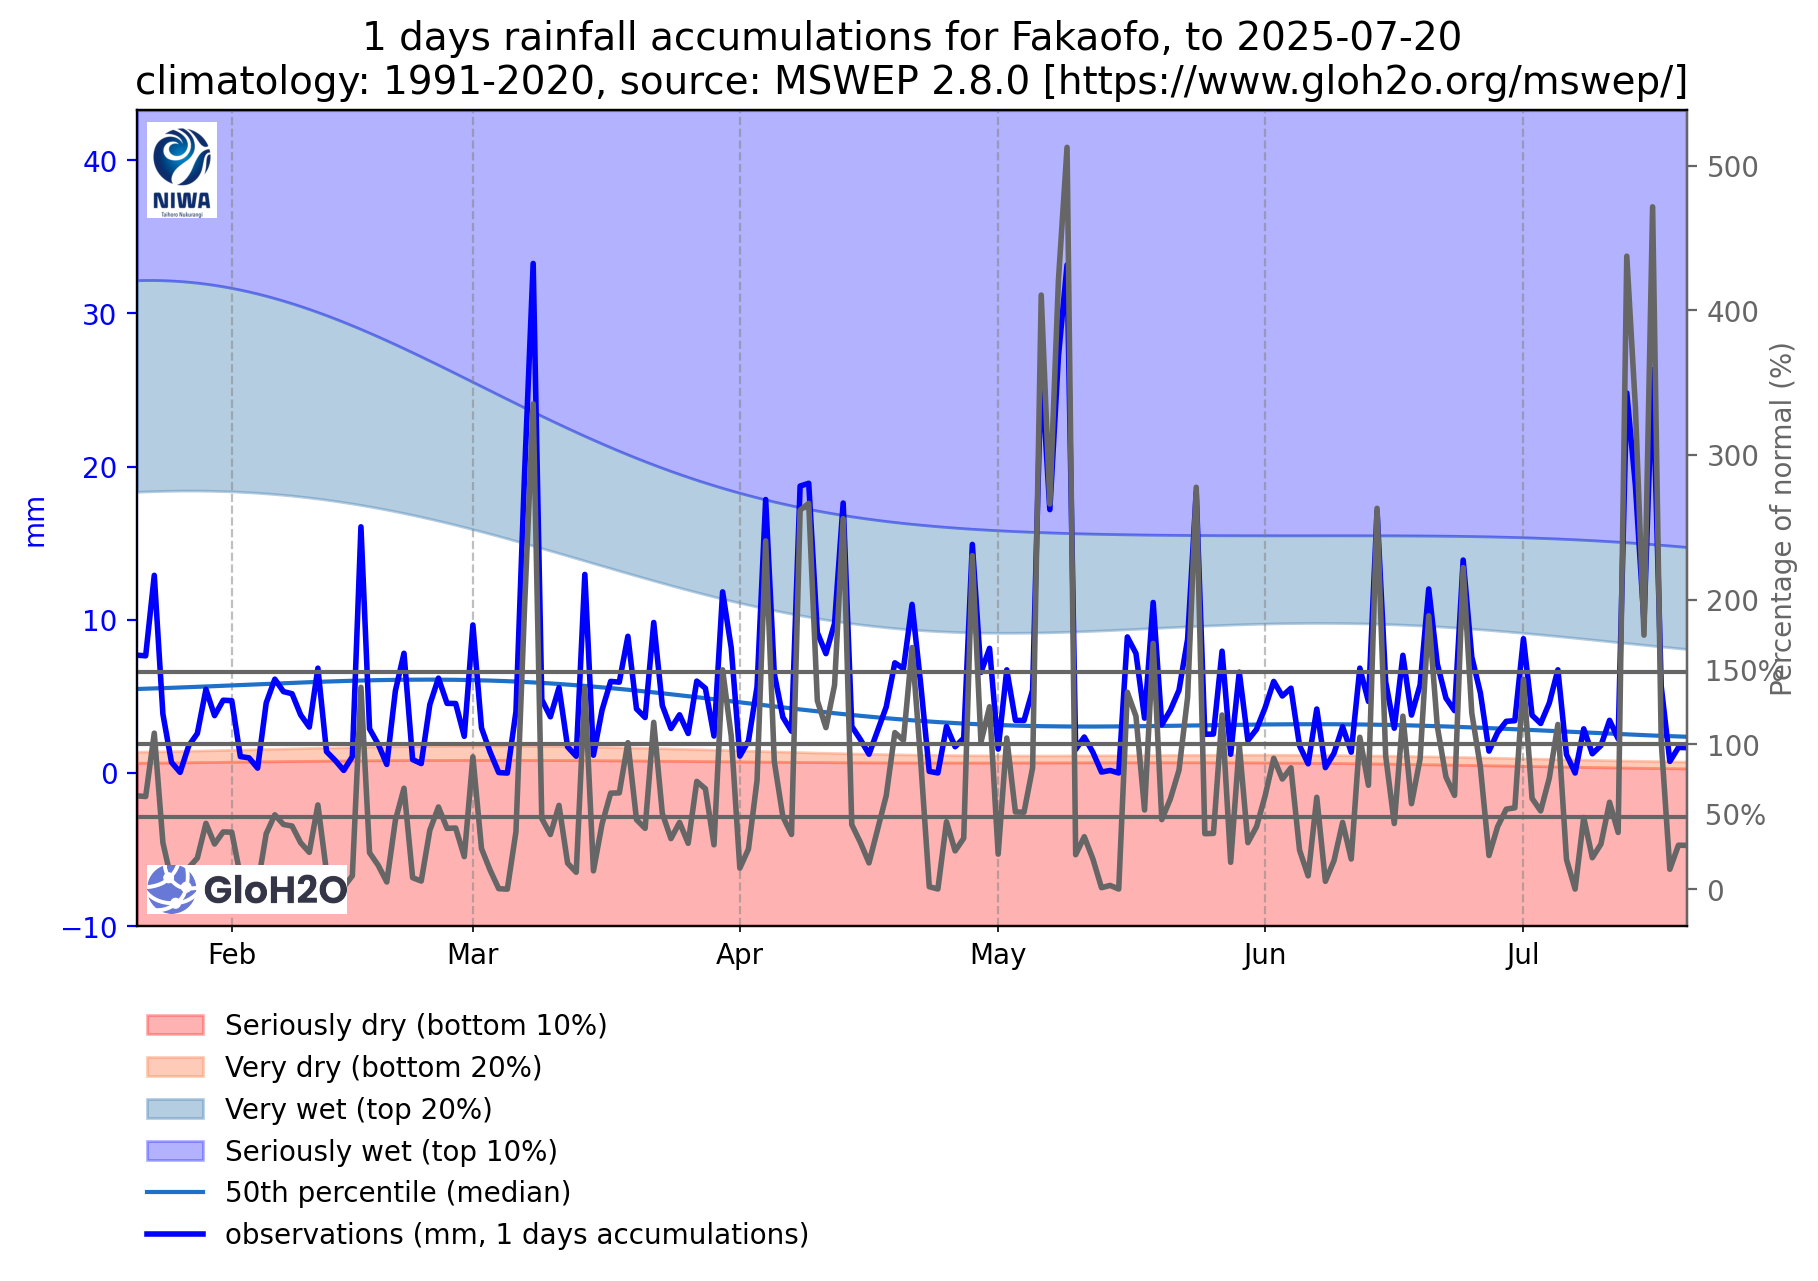 1 days rainfall accumulations for Fakaofo, to 2025-07-20
climatology: 1991-2020, source: MSWEP 2.8.0 [https://www.gloh2o.org/mswep/]
NIWA
Taihoro Nukurangi
40
30
20
10
0
−10
mm
500
400
300
200
150%
100
50%
0
Percentage of normal (%)
GloH2O
Feb
Mar
Apr
May
Jun
Jul
Seriously dry (bottom 10%)
Very dry (bottom 20%)
Very wet (top 20%)
Seriously wet (top 10%)
50th percentile (median)
observations (mm, 1 days accumulations)